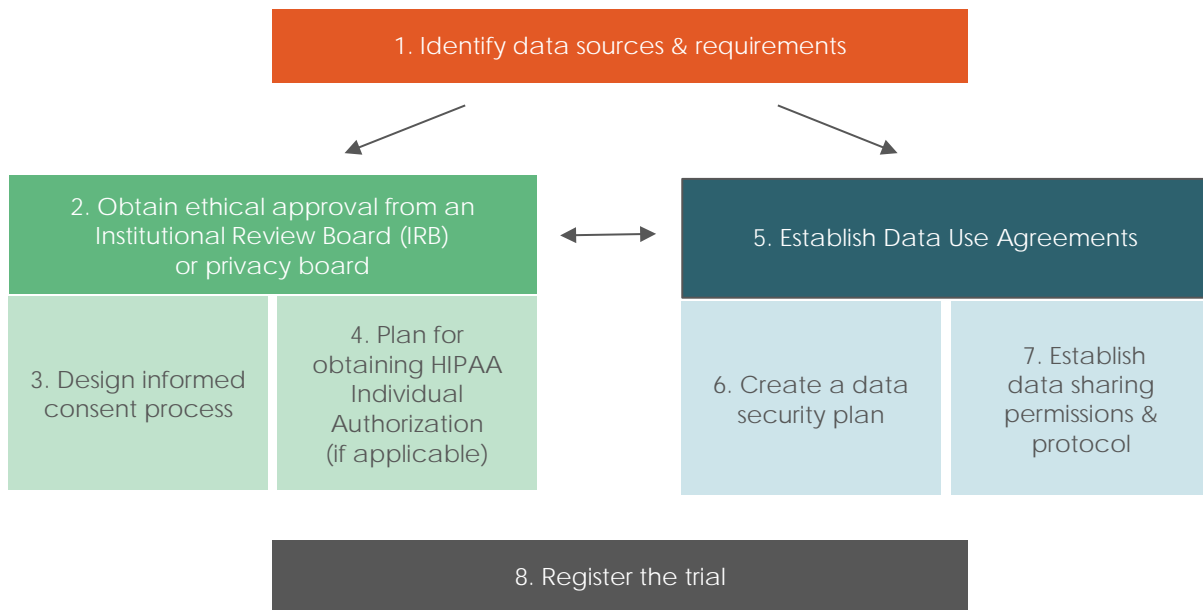 1. Identify data sources & requirements
2. Obtain ethical approval from an
Institutional Review Board (IRB)
or privacy board
5. Establish Data Use Agreements
3. Design informed
consent process
4. Plan for
obtaining HIPAA
Individual
Authorization
(if applicable)
6. Create a data
security plan
7. Establish
data sharing
permissions &
protocol
8. Register the trial